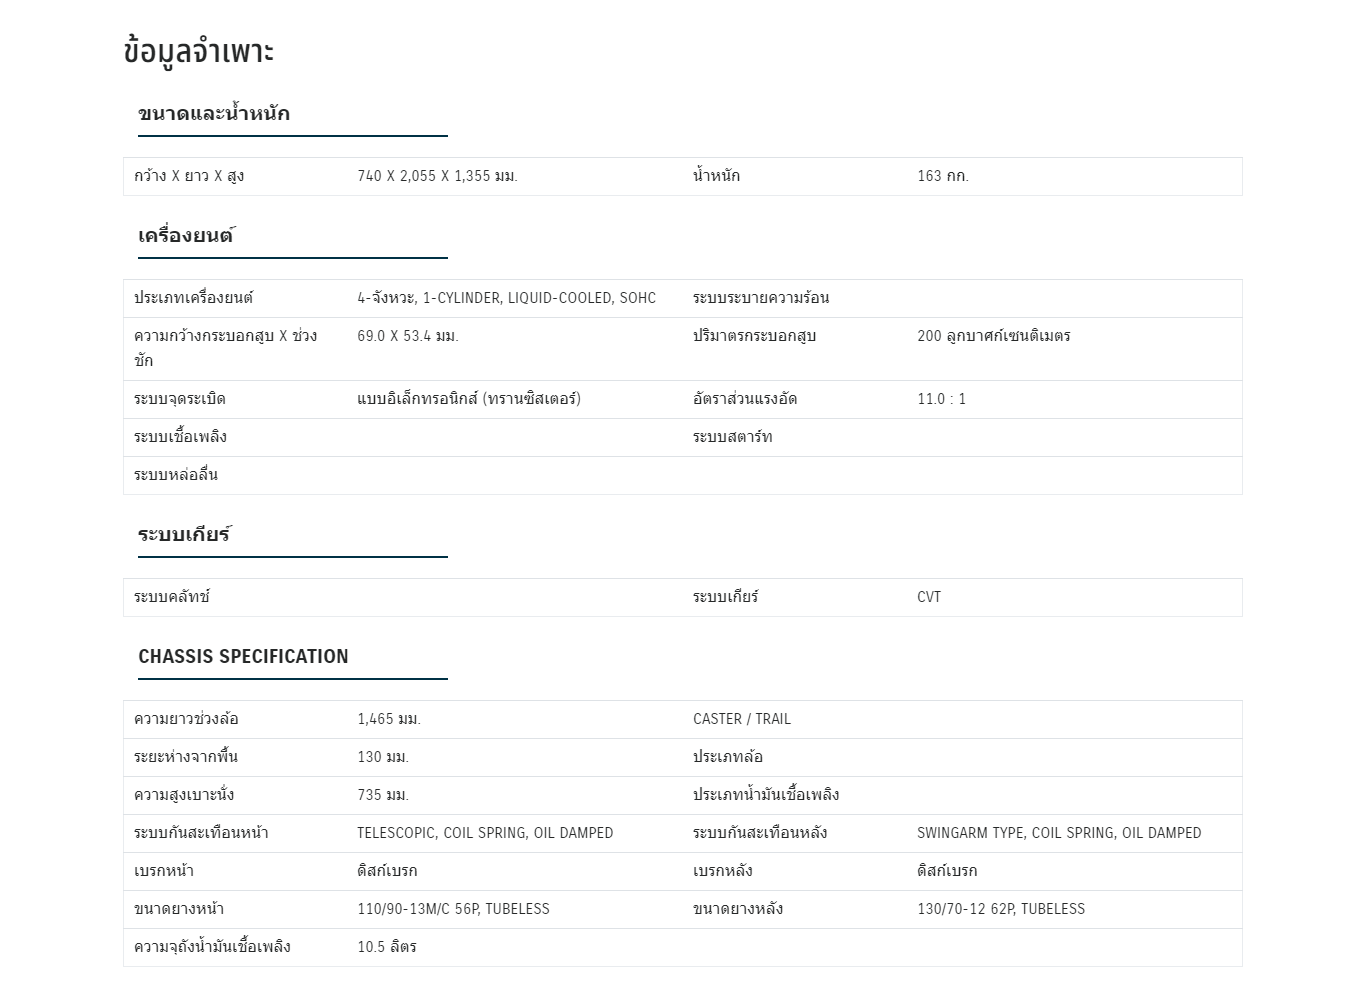 ข้อมูลจำเพาะ
ขนาดและน้ำหนัก
กว้าง X ยาว X สูง 740 X 2,055 X 1,355 มม. น้ำหนัก 163 กก.
เครื่องยนต์
ประเภทเครื่องยนต์ 4-จังหวะ, 1-CYLINDER, LIQUID-COOLED, SOHC ระบบระบายความร้อน
ความกว้างกระบอกสูบ X ช่วง 69.0 X 53.4 มม. ปริมาตรกระบอกสูบ 200 ลูกบาศก์เซนติเมตร
ชัก
ระบบจุดระเบิด แบบอิเล็กทรอนิกส์ (ทรานซิสเตอร์) อัตราส่วนแรงอัด 11.0 : 1
ระบบเชื้อเพลิง ระบบสตาร์ท
ระบบหล่อลื่น
ระบบเกียร์
ระบบคลัทช์ ระบบเกียร์ CVT
CHASSIS SPECIFICATION
ความยาวช่วงล้อ 1,465 มม. CASTER / TRAIL
ระยะห่างจากพื้น 130 มม. ประเภทล้อ
ความสูงเบาะนั่ง 735 มม. ประเภทน้ำมันเชื้อเพลิง
ระบบกันสะเทือนหน้า TELESCOPIC, COIL SPRING, OIL DAMPED ระบบกันสะเทือนหลัง SWINGARM TYPE, COIL SPRING, OIL DAMPED
เบรกหน้า ดิสก์เบรก เบรกหลัง ดิสก์เบรก
ขนาดยางหน้า 110/90-13M/C 56P, TUBELESS ขนาดยางหลัง 130/70-12 62P, TUBELESS
ความจุถังน้ำมันเชื้อเพลิง 10.5 ลิตร